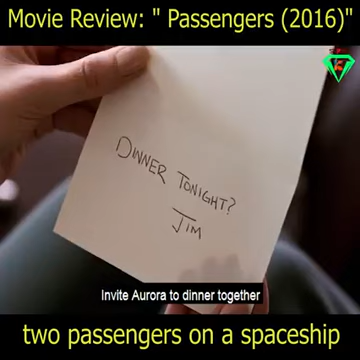 Movie Review: " Passengers (2016)"
DINNER TONIGHT?
JIM
Invite Aurora to dinner together
two passengers on a spaceship